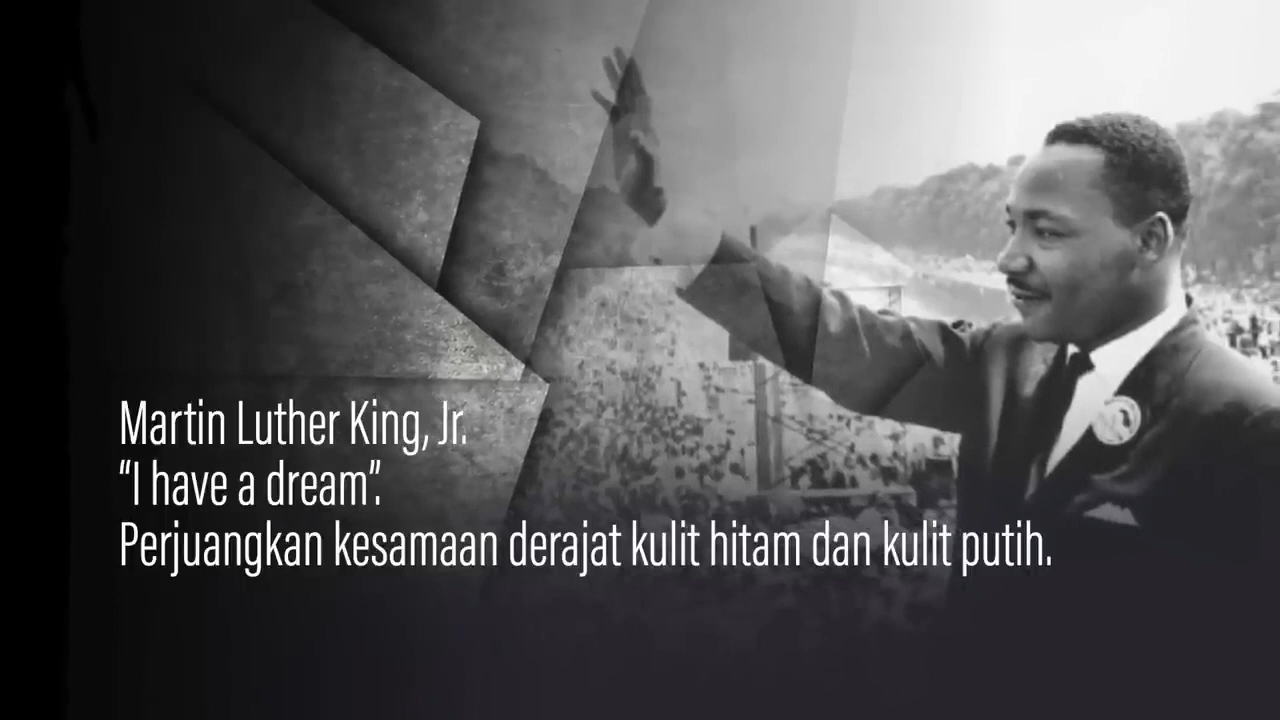 Martin Luther King, Jr.
“I have a dream”.
Perjuangkan kesamaan derajat kulit hitam dan kulit putih.